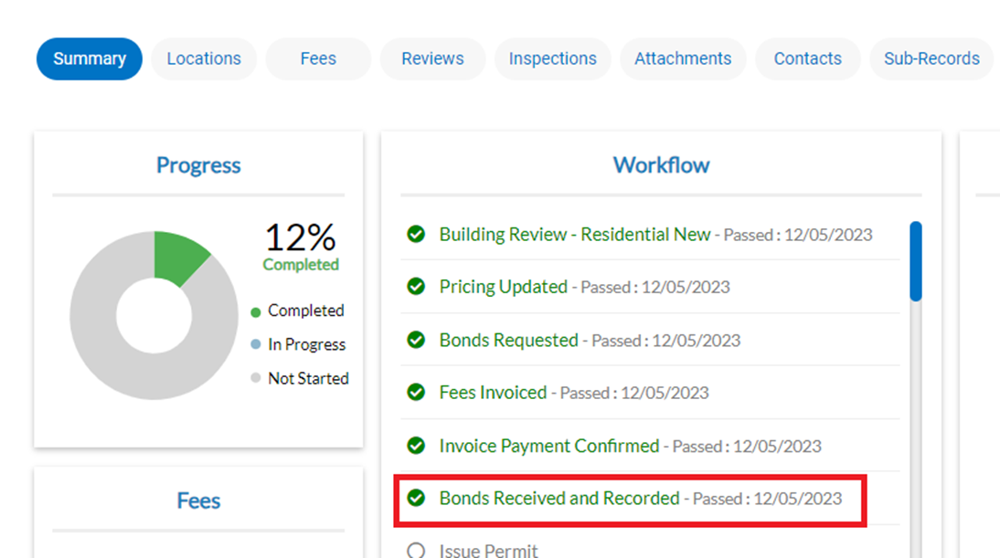 Summary Locations Fees Reviews Inspections Attachments Contacts Sub-Records
Progress
12%
Completed
Completed
In Progress
Not Started
Fees
Workflow
Building Review - Residential New - Passed : 12/05/2023
Pricing Updated - Passed : 12/05/2023
Bonds Requested - Passed : 12/05/2023
Fees Invoiced - Passed : 12/05/2023
Invoice Payment Confirmed - Passed : 12/05/2023
Bonds Received and Recorded - Passed : 12/05/2023
Issue Permit